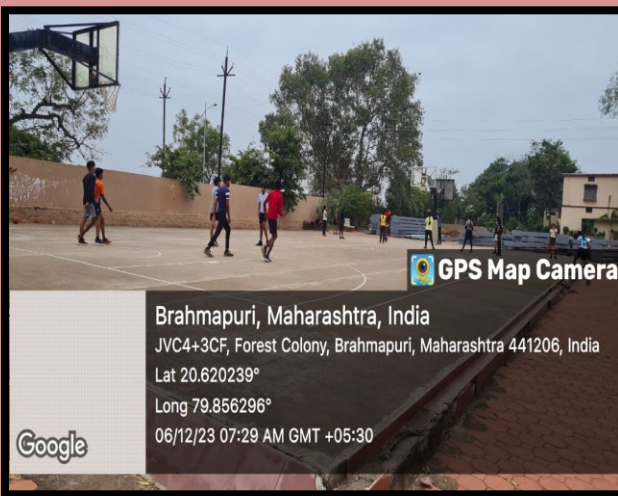 GPS Map Camera
Brahmapuri, Maharashtra, India
JVC4+3CF, Forest Colony, Brahmapuri, Maharashtra 441206, India
Lat 20.620239°
Long 79.856296°
06/12/23 07:29 AM GMT +05:30
Google